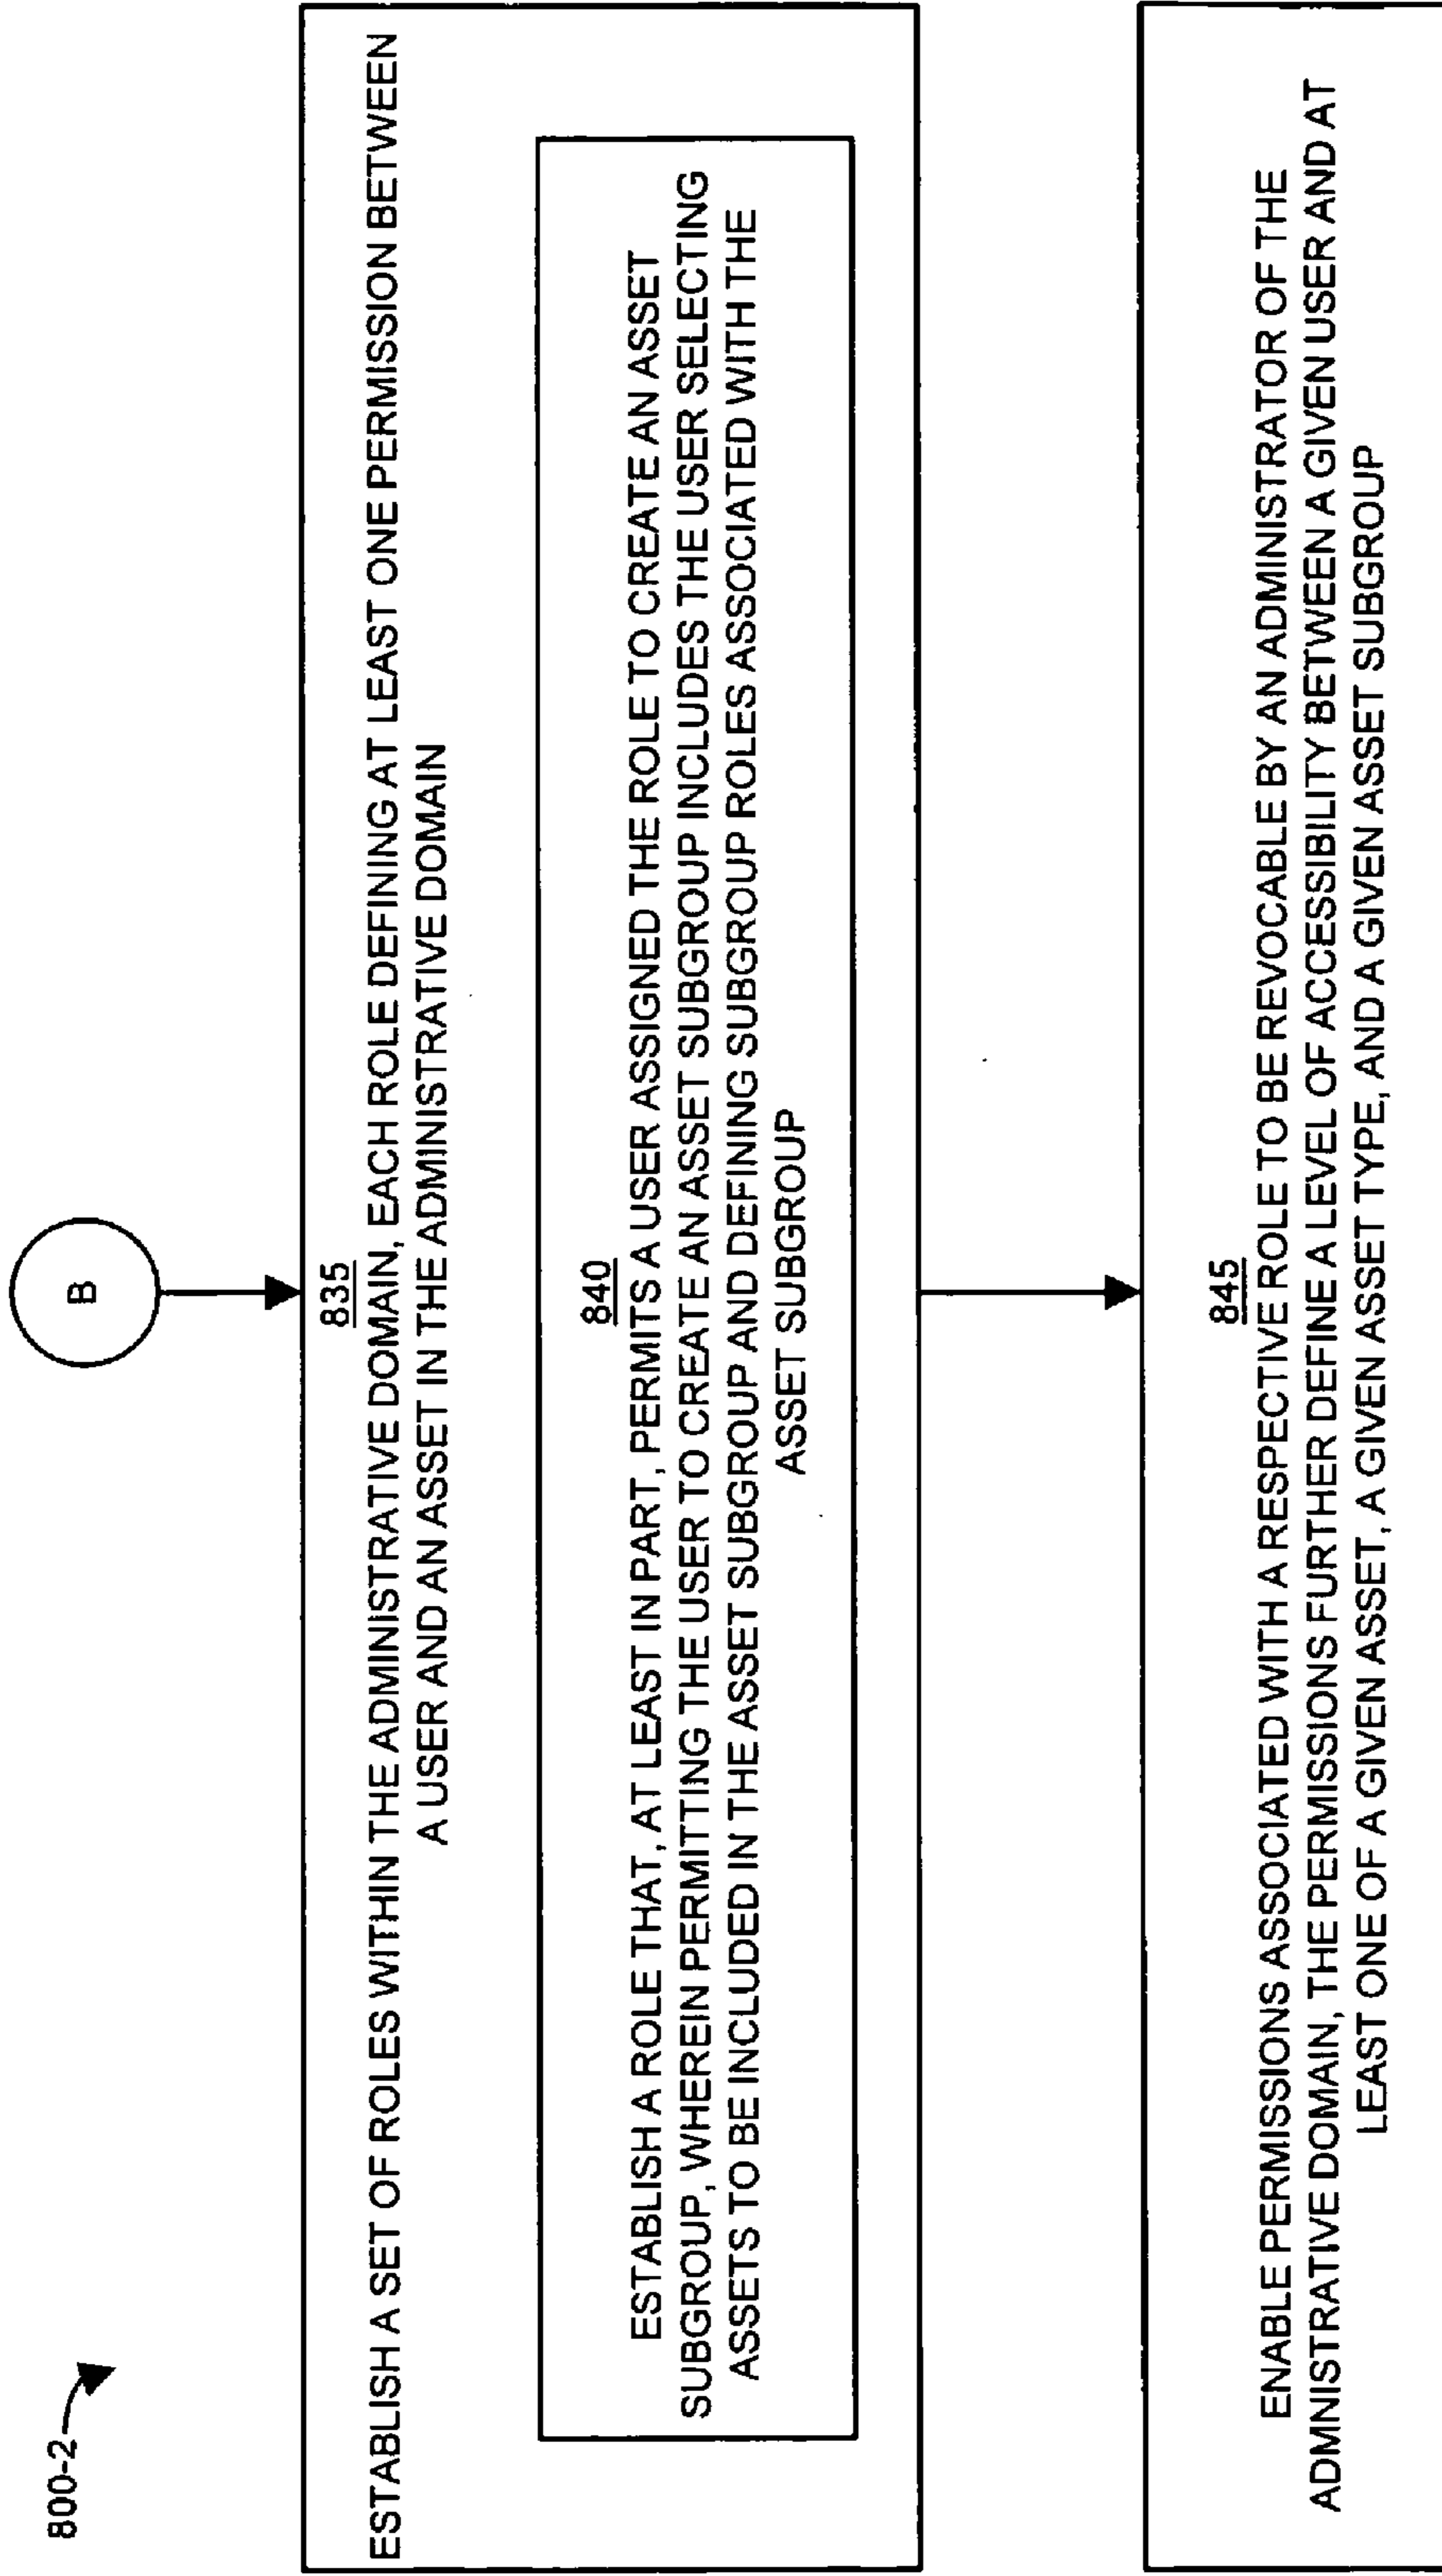 800-2
B
835
ESTABLISH A SET OF ROLES WITHIN THE ADMINISTRATIVE DOMAIN, EACH ROLE DEFINING AT LEAST ONE PERMISSION BETWEEN
A USER AND AN ASSET IN THE ADMINISTRATIVE DOMAIN
840
ESTABLISH A ROLE THAT, AT LEAST IN PART, PERMITS A USER ASSIGNED THE ROLE TO CREATE AN ASSET
SUBGROUP, WHEREIN PERMITTING THE USER TO CREATE AN ASSET SUBGROUP INCLUDES THE USER SELECTING
ASSETS TO BE INCLUDED IN THE ASSET SUBGROUP AND DEFINING SUBGROUP ROLES ASSOCIATED WITH THE
ASSET SUBGROUP
845
ENABLE PERMISSIONS ASSOCIATED WITH A RESPECTIVE ROLE TO BE REVOCABLE BY AN ADMINISTRATOR OF THE
ADMNISTRATIVE DOMAIN, THE PERMISSIONS FURTHER DEFINE A LEVEL OF ACCESSIBILITY BETWEEN A GIVEN USER AND AT
LEAST ONE OF A GIVEN ASSET, A GIVEN ASSET TYPE, AND A GIVEN ASSET SUBGROUP